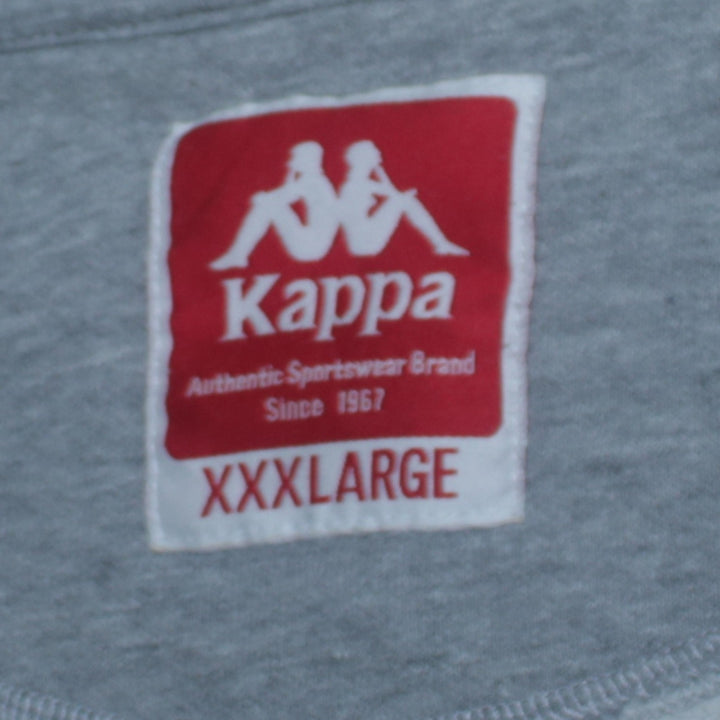 Kappa
Authentic Sportswear Brand
Since 1967
XXXLARGE